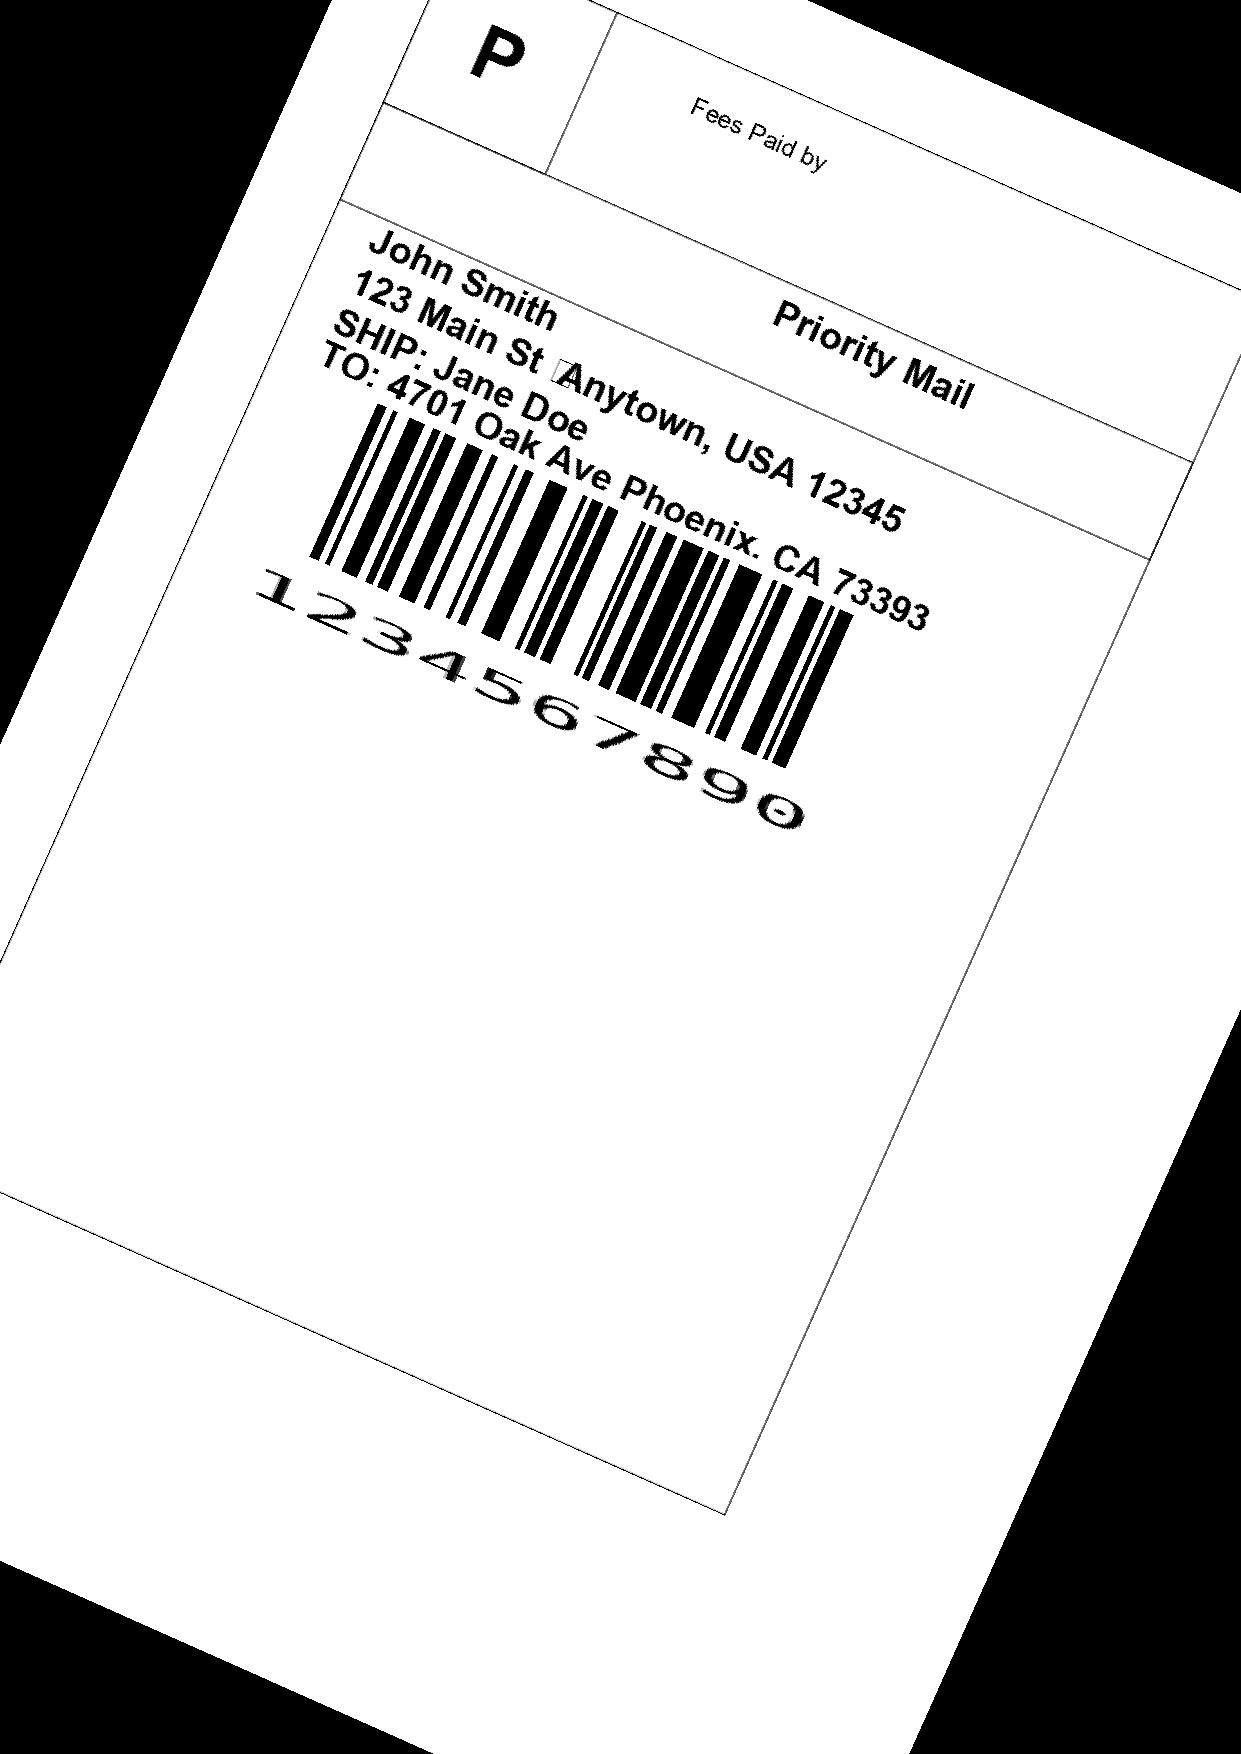 P
Fees Paid by
Priority Mail
John Smith
123 Main St Anytown, USA 12345
SHIP: Jane Doe
TO: 4701 Oak Ave Phoenix. CA 73393
1234567890